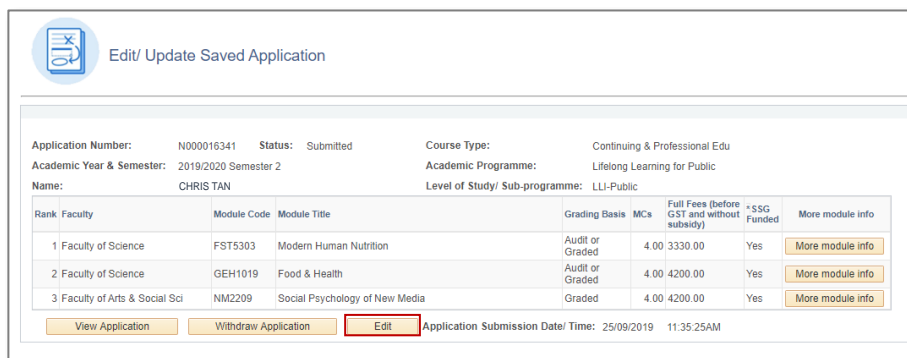 Edit/ Update Saved Application
Application Number: N000016341 Status: Submitted Course Type: Continuing & Professional Edu
Academic Year & Semester: 2019/2020 Semester 2 Academic Programme: Lifelong Learning for Public
Name: CHRIS TAN Level of Study/ Sub-programme: LLI-Public
Rank Faculty Module Code Module Title Grading Basis MCs Full Fees (before GST and without subsidy) *SSG Funded More module info
1 Faculty of Science FST5303 Modern Human Nutrition Audit or Graded 4.00 3330.00 Yes More module info
2 Faculty of Science GEH1019 Food & Health Audit or Graded 4.00 4200.00 Yes More module info
3 Faculty of Arts & Social Sci NM2209 Social Psychology of New Media Graded 4.00 4200.00 Yes More module info
View Application Withdraw Application Edit Application Submission Date/ Time: 25/09/2019 11:35:25AM